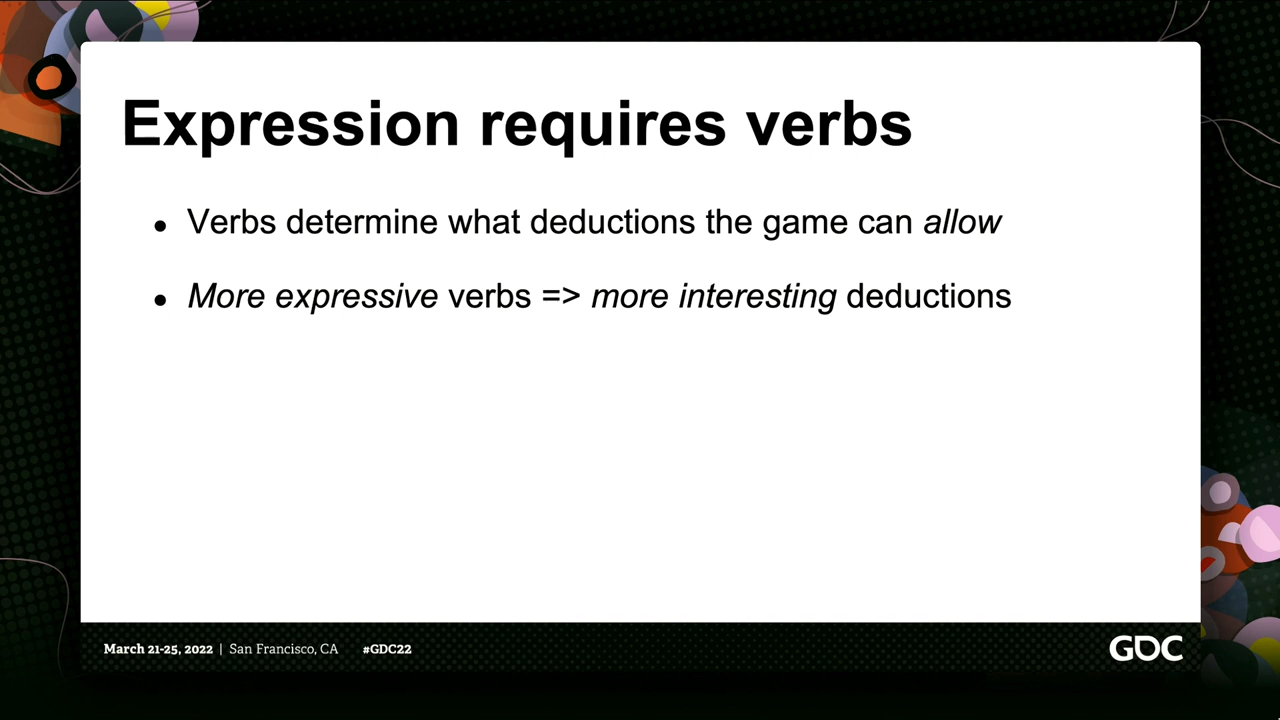 Expression requires verbs
● Verbs determine what deductions the game can allow
● More expressive verbs => more interesting deductions
March 21-25, 2022 | San Francisco, CA #GDC22
GDC